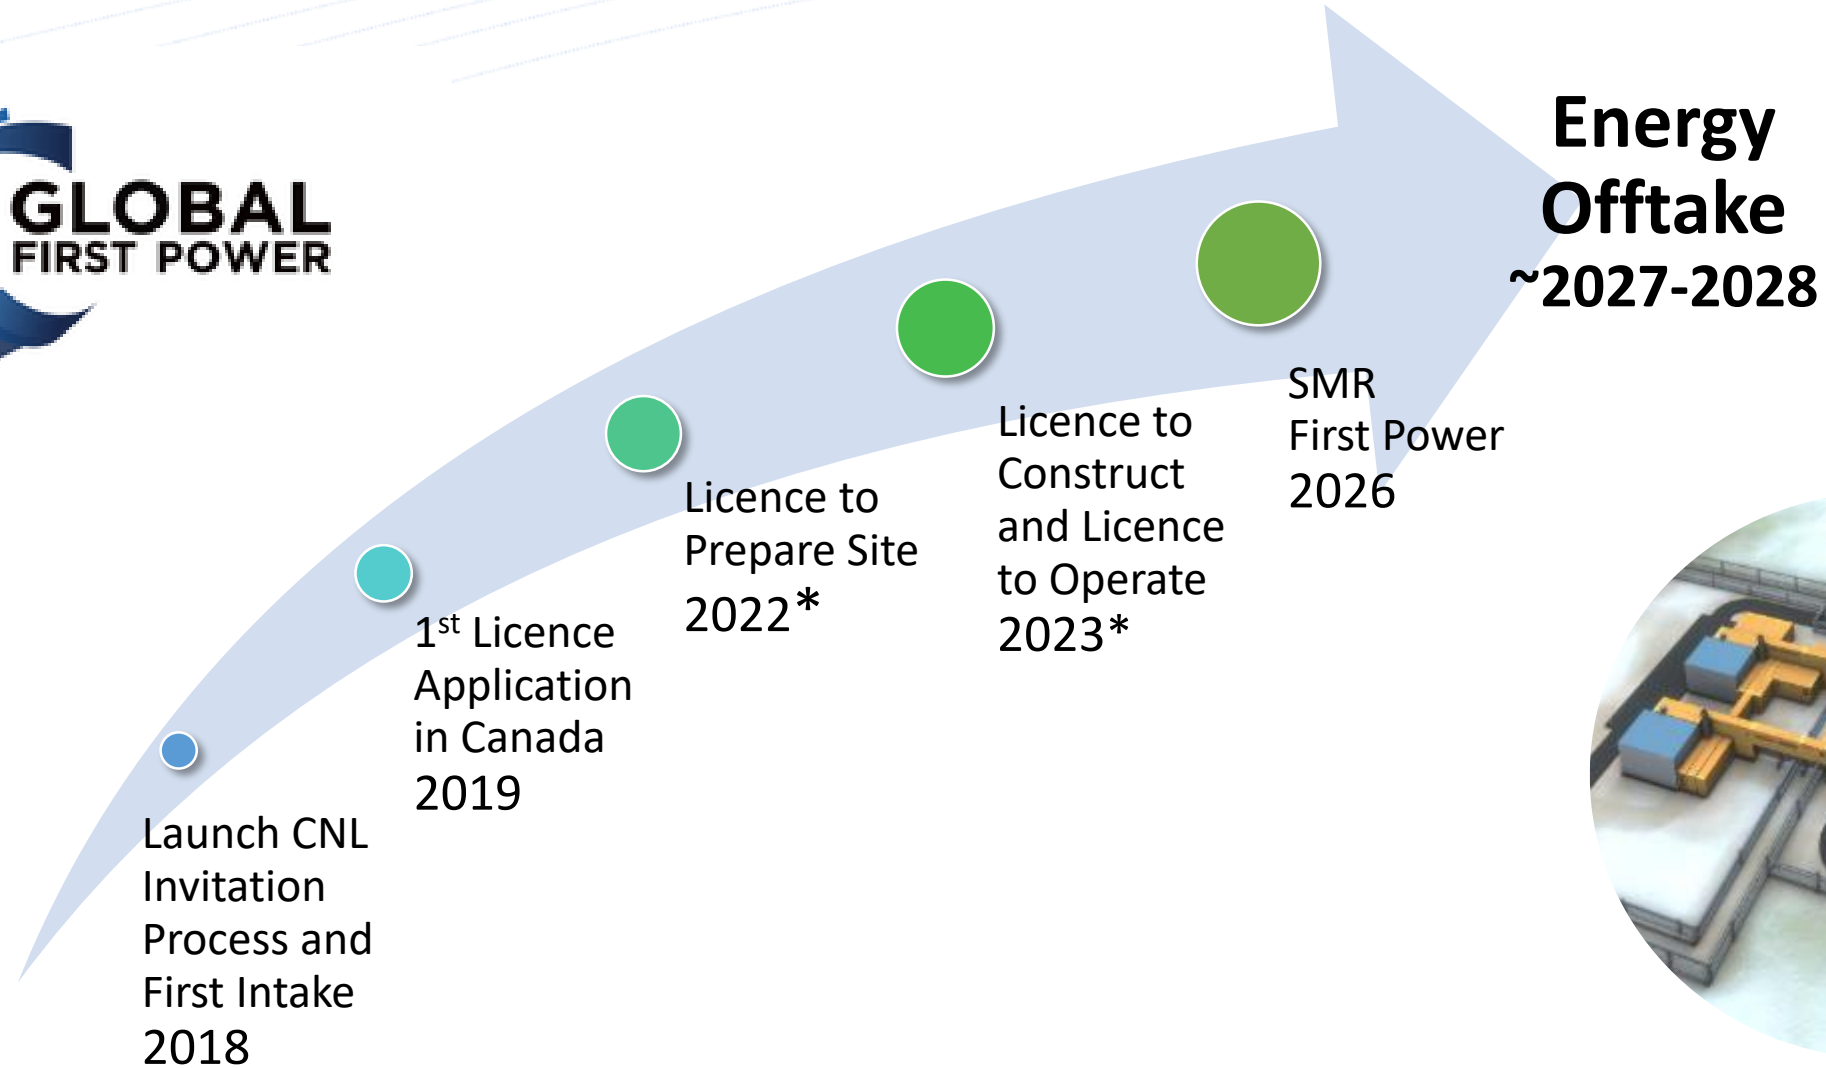 GLOBAL
FIRST POWER
Energy
Offtake
~2027-2028
SMR
First Power
2026
Licence to
Construct
and Licence
to Operate
2023*
Licence to
Prepare Site
2022*
1st Licence
Application
in Canada
2019
Launch CNL
Invitation
Process and
First Intake
2018